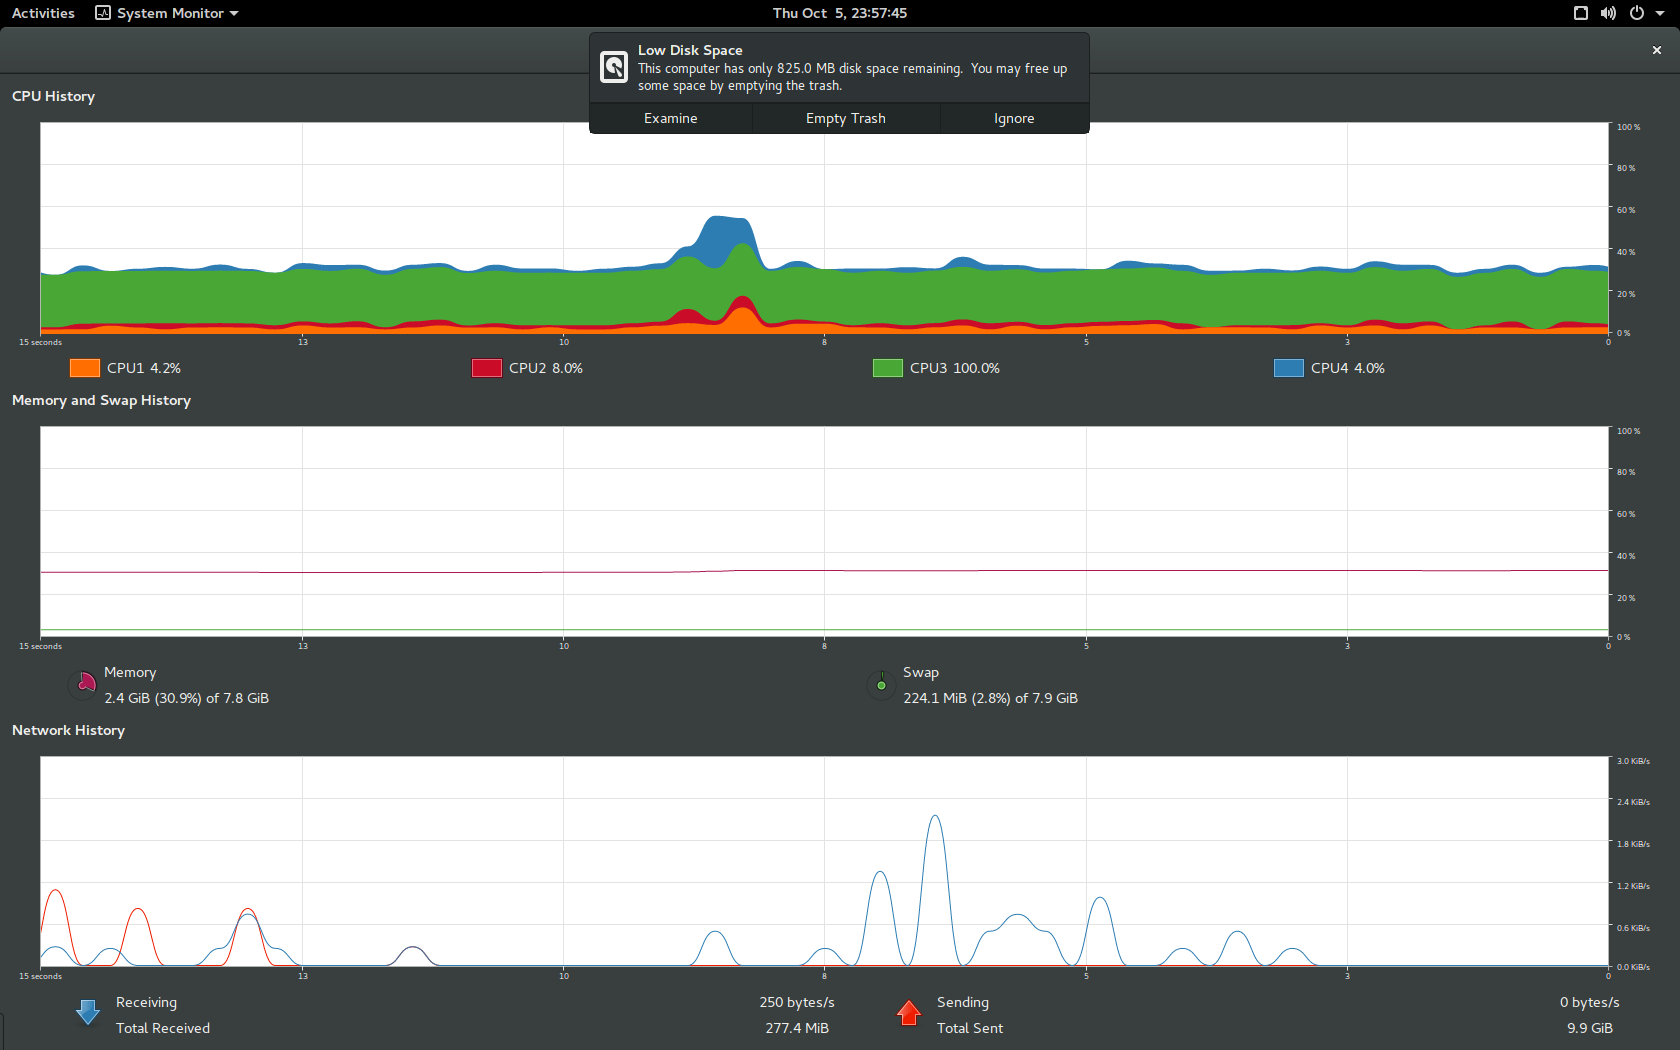 Activities System Monitor Thu Oct 5, 23:57:45
Low Disk Space
This computer has only 825.0 MB disk space remaining. You may free up
some space by emptying the trash.
Examine Empty Trash Ignore
CPU History
100 %
80 %
60 %
40 %
20 %
0 %
15 seconds 13 10 8 5 3 0
CPU1 4.2% CPU2 8.0% CPU3 100.0% CPU4 4.0%
Memory and Swap History
100 %
80 %
60 %
40 %
20 %
0 %
15 seconds 13 10 8 5 3 0
Memory Swap
2.4 GiB (30.9%) of 7.8 GiB 224.1 MiB (2.8%) of 7.9 GiB
Network History
3.0 KiB/s
2.4 KiB/s
1.8 KiB/s
1.2 KiB/s
0.6 KiB/s
0.0 KiB/s
15 seconds 13 10 8 5 3 0
Receiving 250 bytes/s Sending 0 bytes/s
Total Received 277.4 MiB Total Sent 9.9 GiB